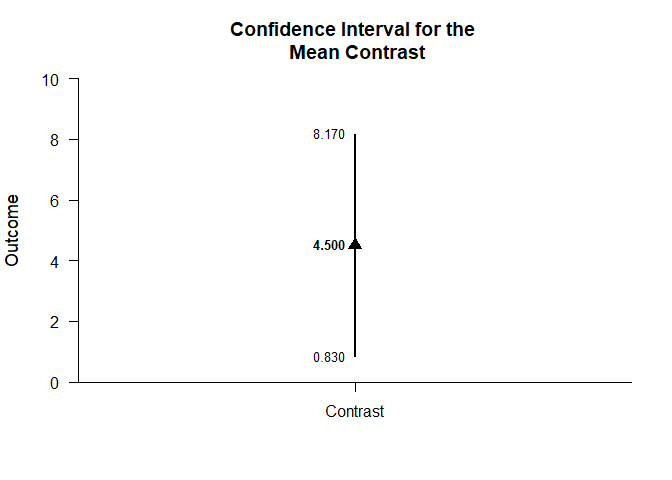 Confidence Interval for the
Mean Contrast
Outcome
10
8
6
4
2
0
8.170
4.500
0.830
Contrast